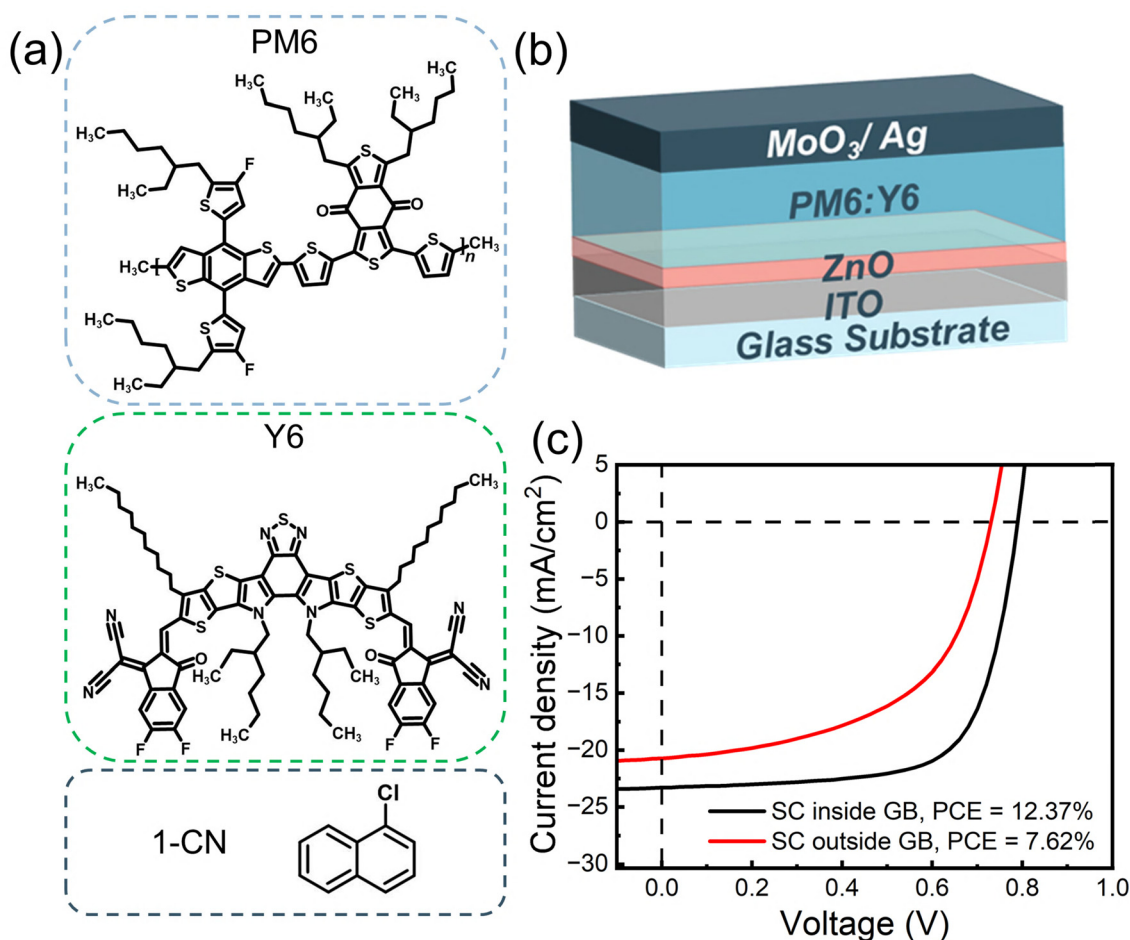 (a)
PM6
H₃C
CH₃
H₃C
CH₃
H₃C
F
S
H₃C
S
O
O
S
S
S
S
CH₃
n
H₃C
S
S
H₃C
S
F
H₃C
Y6
H₃C
CH₃
S
N
N
S
S
S
S
N
N
N
N
N
N
O
O
H₃C
CH₃
F
F
H₃C
CH₃
F
F
1-CN
Cl
(b)
MoO₃/ Ag
PM6:Y6
ZnO
ITO
Glass Substrate
(c)
Current density (mA/cm²)
5
0
−5
−10
−15
−20
−25
−30
SC inside GB, PCE = 12.37%
SC outside GB, PCE = 7.62%
0.0
0.2
0.4
0.6
0.8
1.0
Voltage (V)